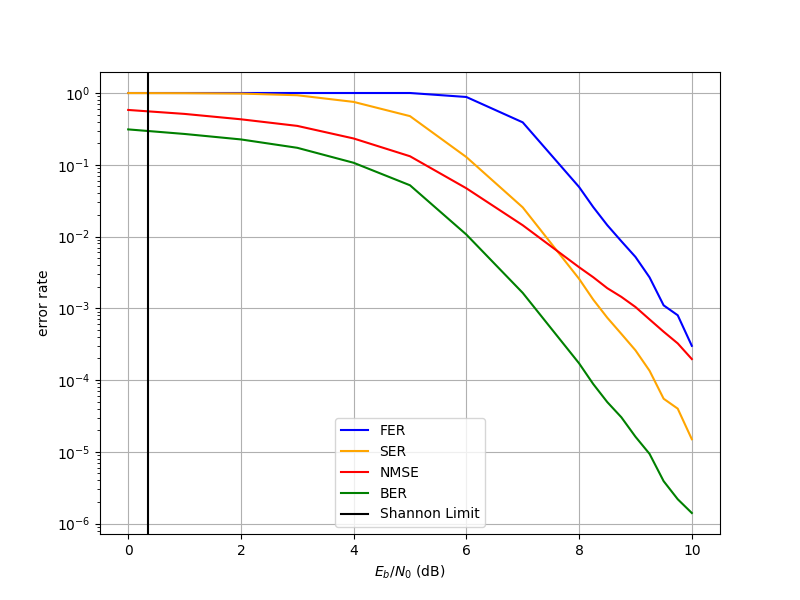 10⁰
10⁻¹
10⁻²
10⁻³
10⁻⁴
10⁻⁵
10⁻⁶
error rate
FER
SER
NMSE
BER
Shannon Limit
0 2 4 6 8 10
E_b/N_0 (dB)